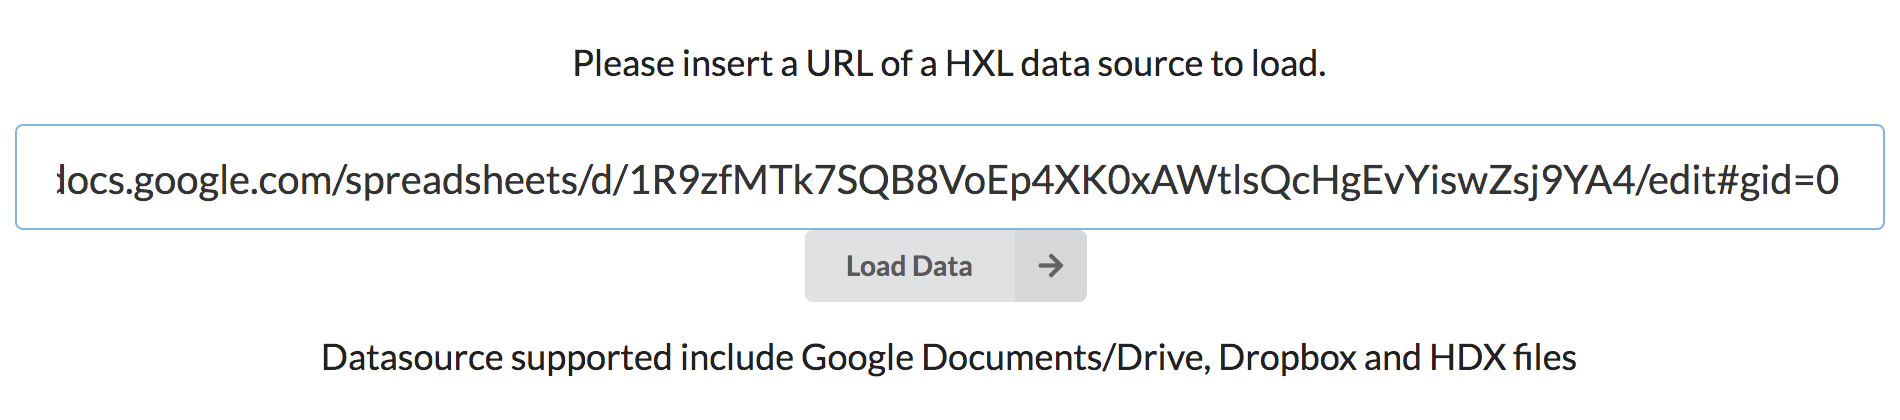 Please insert a URL of a HXL data source to load.
docs.google.com/spreadsheets/d/1R9zfMTk7SQB8VoEp4XK0xAWtlsQcHgEvYiswZsj9YA4/edit#gid=0
Load Data
Datasource supported include Google Documents/Drive, Dropbox and HDX files